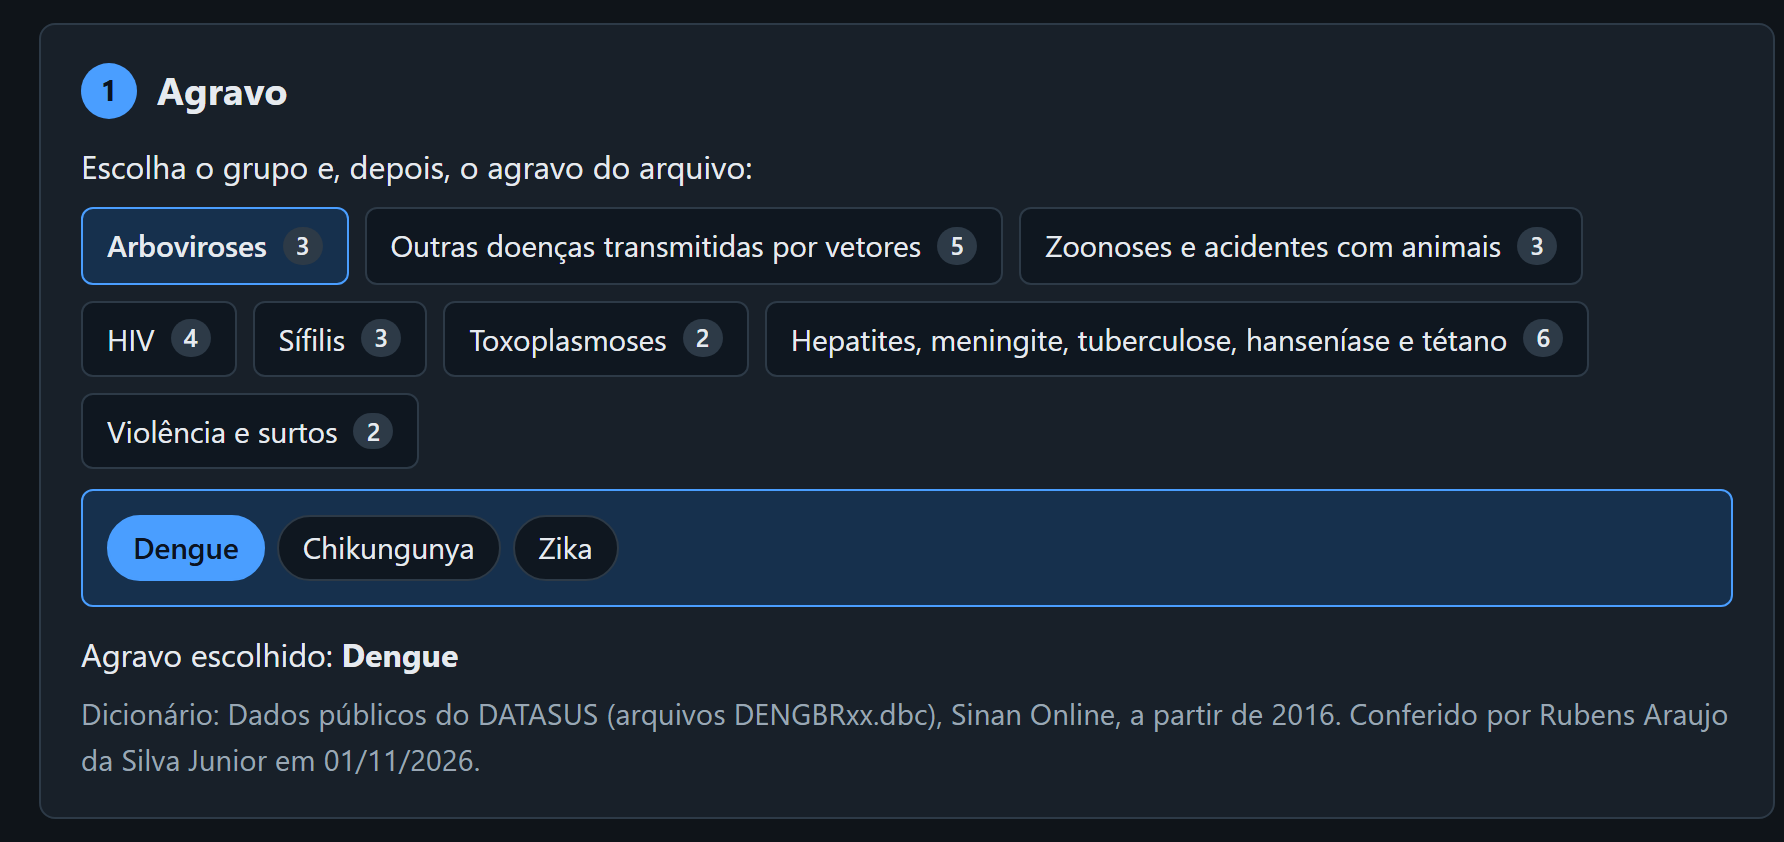 1 Agravo
Escolha o grupo e, depois, o agravo do arquivo:
Arboviroses 3 Outras doenças transmitidas por vetores 5 Zoonoses e acidentes com animais 3
HIV 4 Sífilis 3 Toxoplasmoses 2 Hepatites, meningite, tuberculose, hanseníase e tétano 6
Violência e surtos 2
Dengue Chikungunya Zika
Agravo escolhido: Dengue
Dicionário: Dados públicos do DATASUS (arquivos DENGBRxx.dbc), Sinan Online, a partir de 2016. Conferido por Rubens Araujo
da Silva Junior em 01/11/2026.